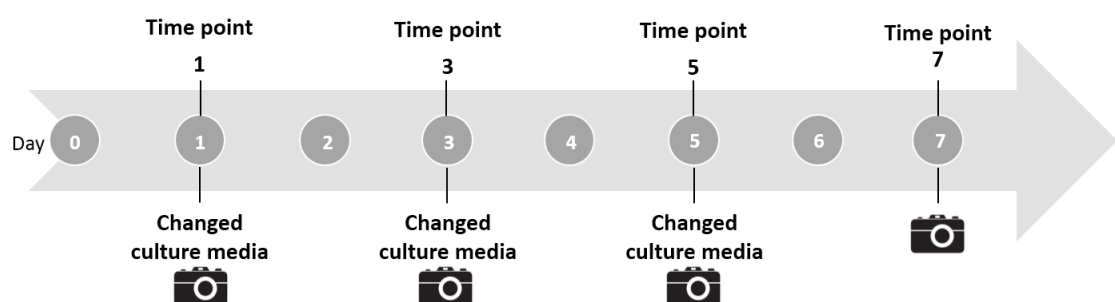 Time point
1
Time point
3
Time point
5
Time point
7
Day 0 1 2 3 4 5 6 7
Changed
culture media
Changed
culture media
Changed
culture media